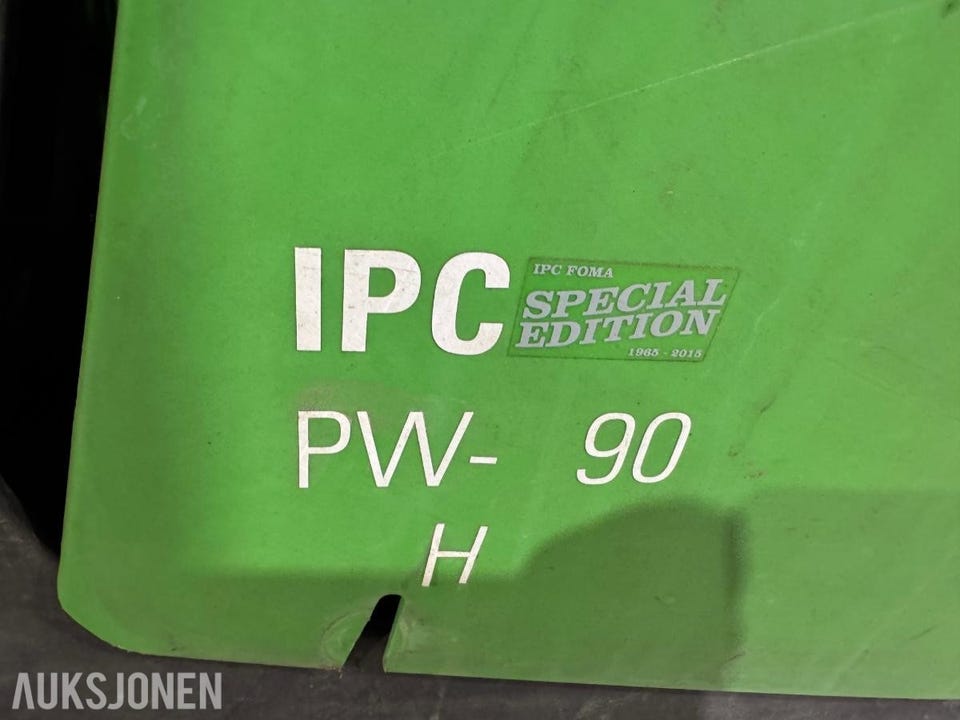 IPC
IPC FOMA
SPECIAL
EDITION
1965 - 2015
PW- 90
H
AUKSJONEN